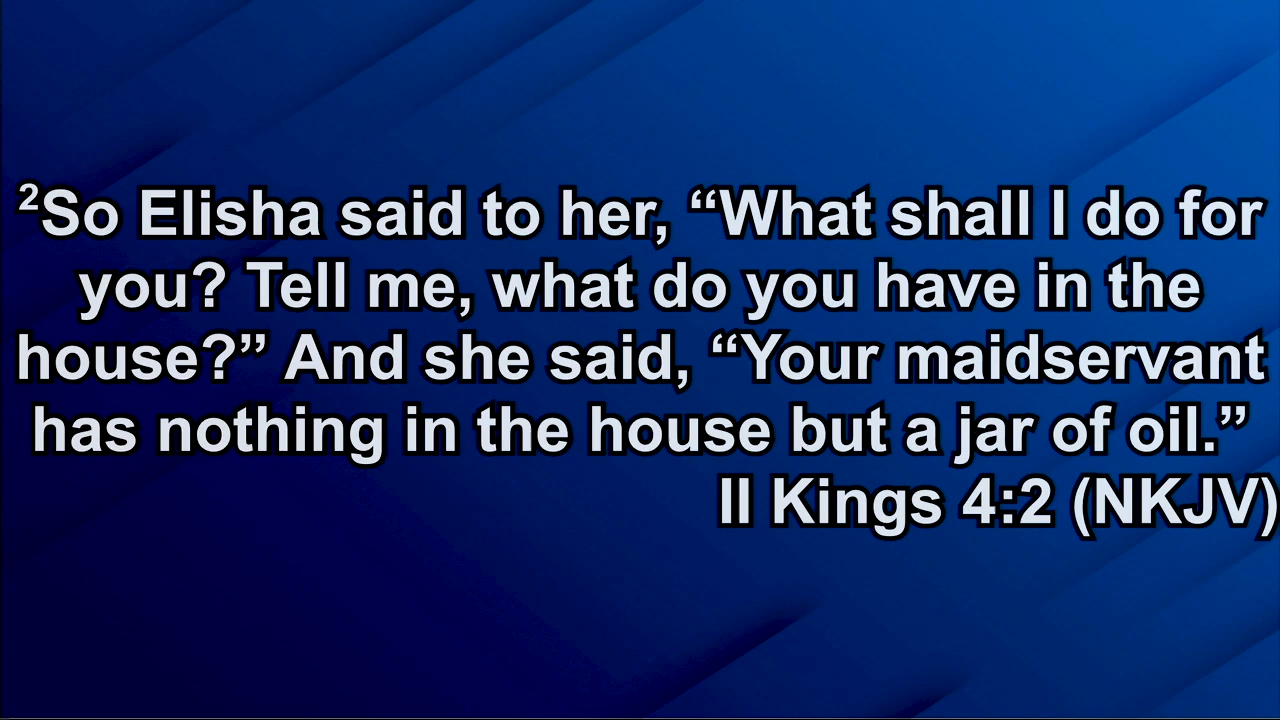 ²So Elisha said to her, “What shall I do for
you? Tell me, what do you have in the
house?” And she said, “Your maidservant
has nothing in the house but a jar of oil.”
II Kings 4:2 (NKJV)